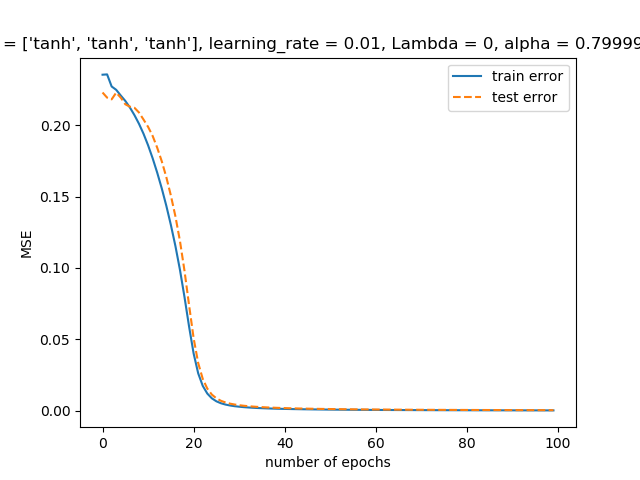 = ['tanh', 'tanh', 'tanh'], learning_rate = 0.01, Lambda = 0, alpha = 0.79999
train error
test error
0.20
0.15
0.10
0.05
0.00
MSE
0 20 40 60 80 100
number of epochs